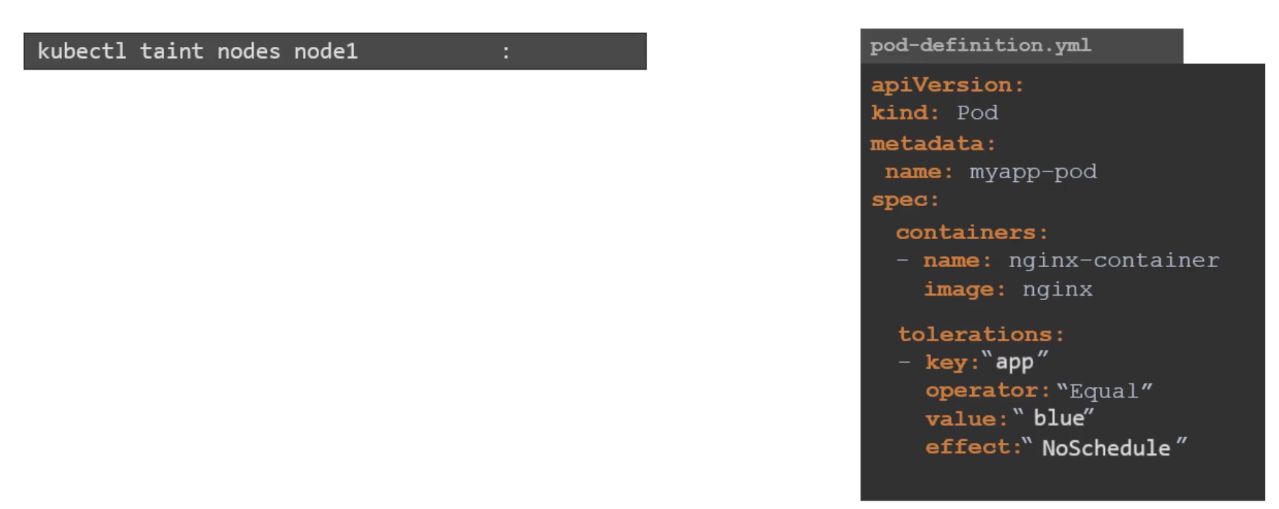 kubectl taint nodes node1 :
pod-definition.yml
apiVersion:
kind: Pod
metadata:
name: myapp-pod
spec:
containers:
- name: nginx-container
image: nginx
tolerations:
- key:“app”
operator:“Equal”
value:“ blue”
effect:“ NoSchedule ”